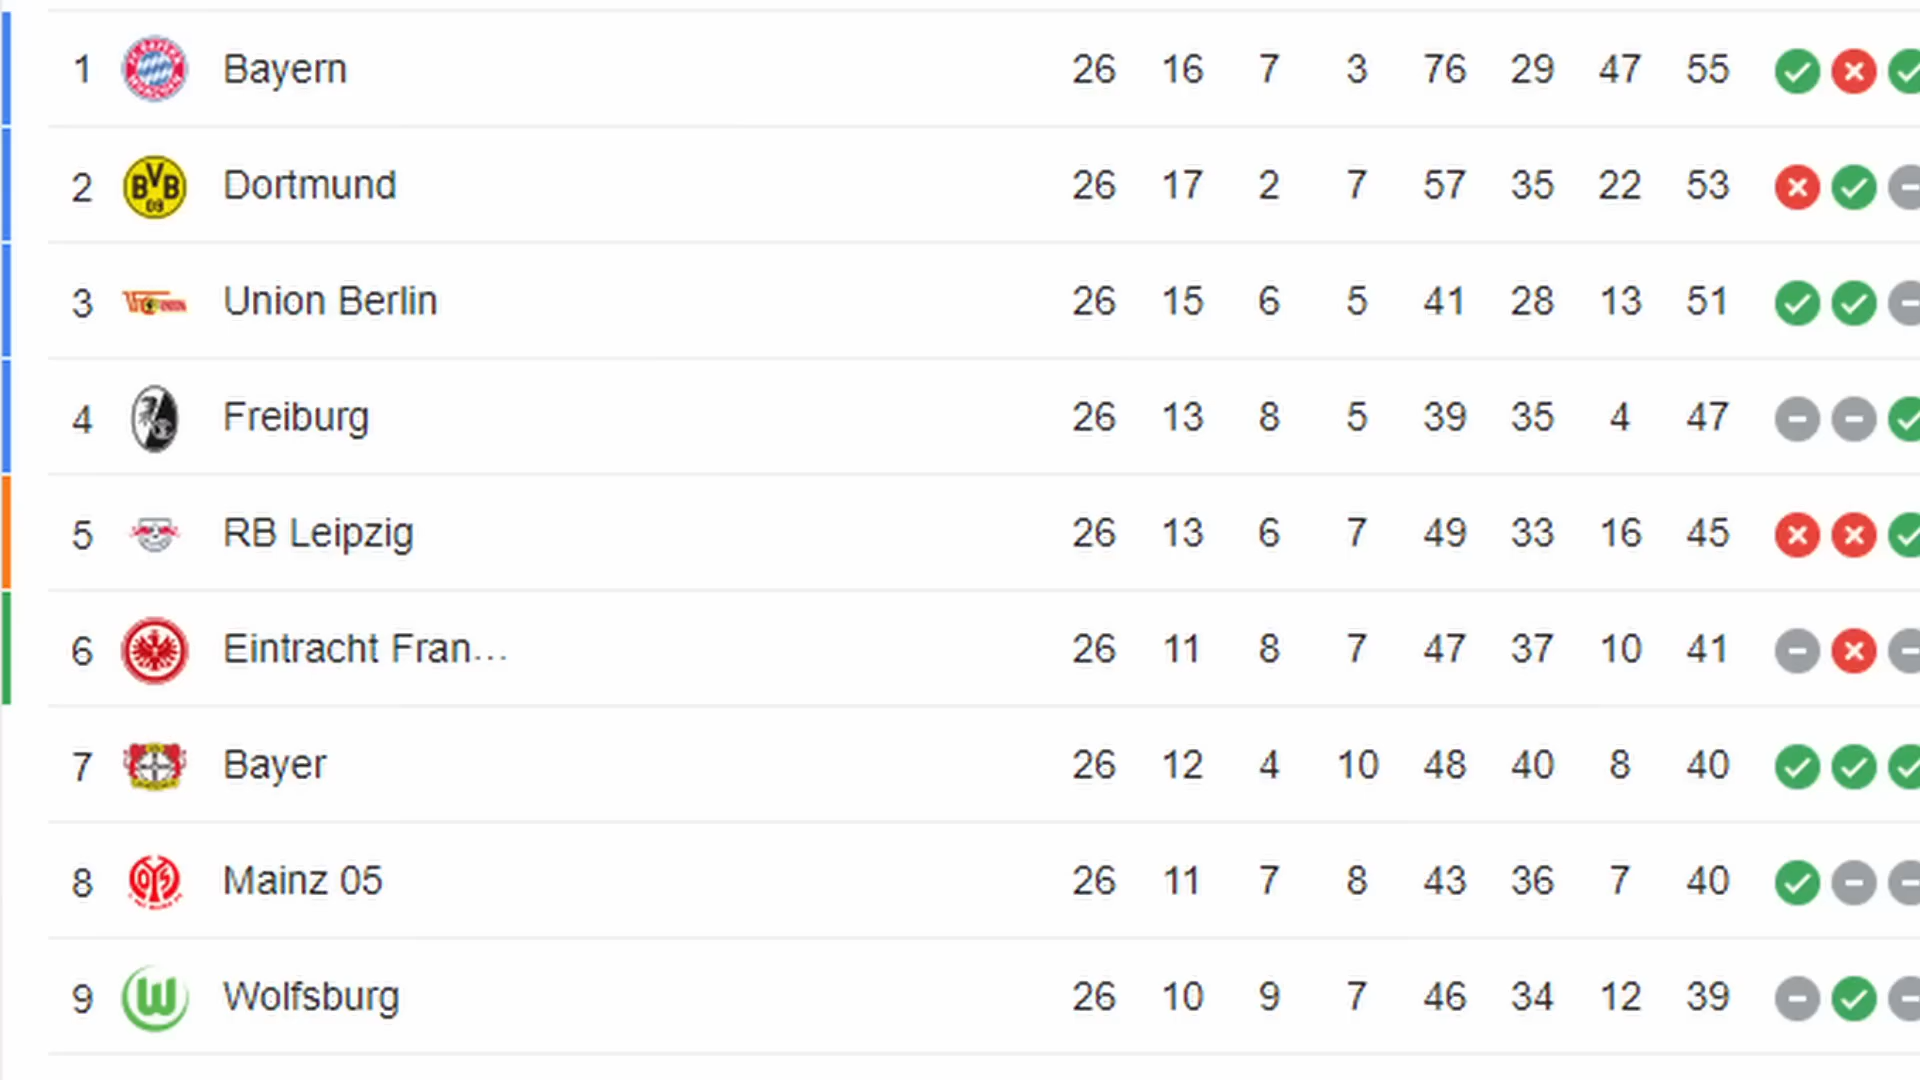 1 Bayern 26 16 7 3 76 29 47 55
2 BVB 09 Dortmund 26 17 2 7 57 35 22 53
3 Union Berlin 26 15 6 5 41 28 13 51
4 Freiburg 26 13 8 5 39 35 4 47
5 RB Leipzig 26 13 6 7 49 33 16 45
6 Eintracht Fran... 26 11 8 7 47 37 10 41
7 Bayer 26 12 4 10 48 40 8 40
8 Mainz 05 26 11 7 8 43 36 7 40
9 W Wolfsburg 26 10 9 7 46 34 12 39